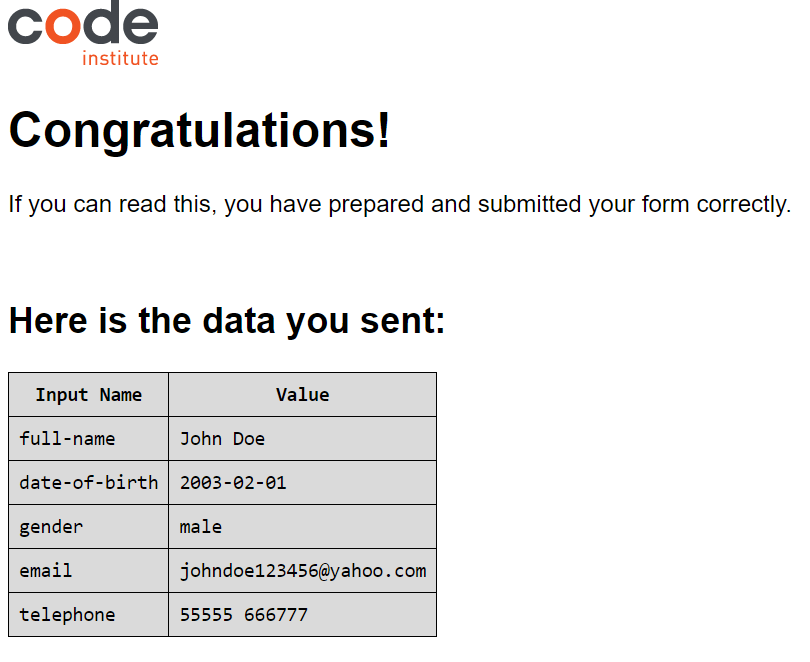 code
institute
Congratulations!
If you can read this, you have prepared and submitted your form correctly.
Here is the data you sent:
Input Name Value
full-name John Doe
date-of-birth 2003-02-01
gender male
email johndoe123456@yahoo.com
telephone 55555 666777